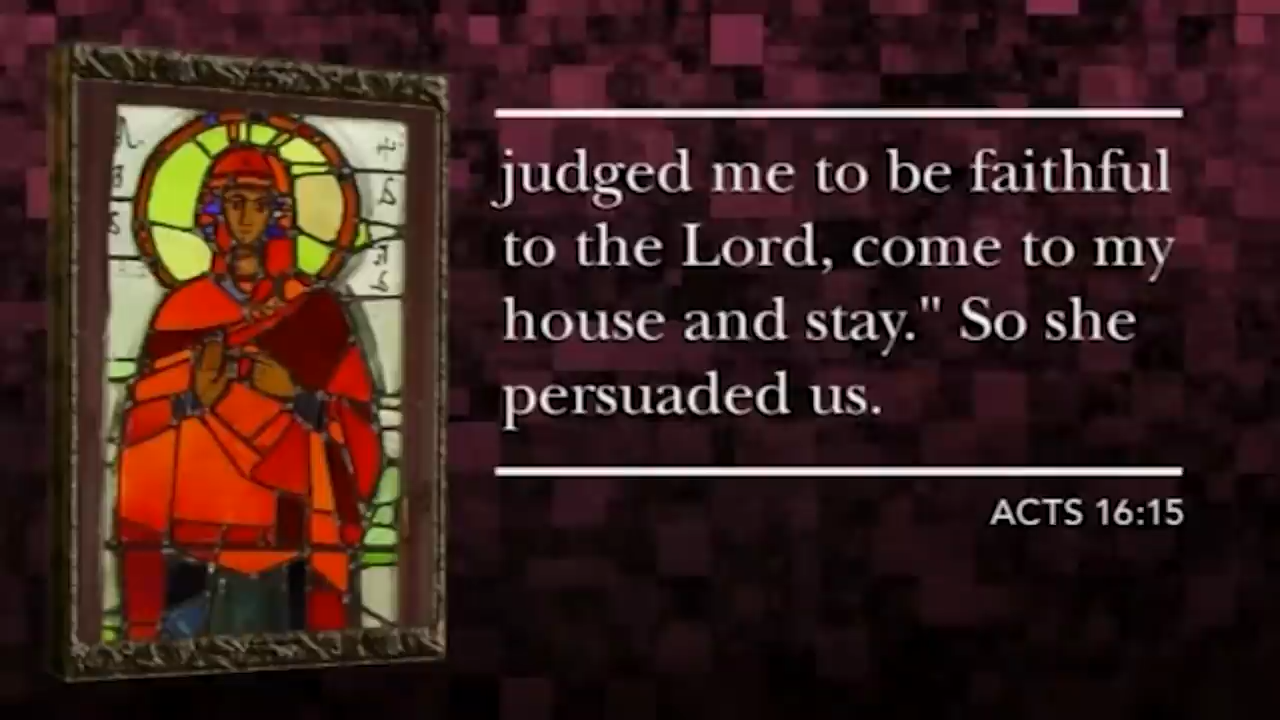 judged me to be faithful
to the Lord, come to my
house and stay." So she
persuaded us.
ACTS 16:15